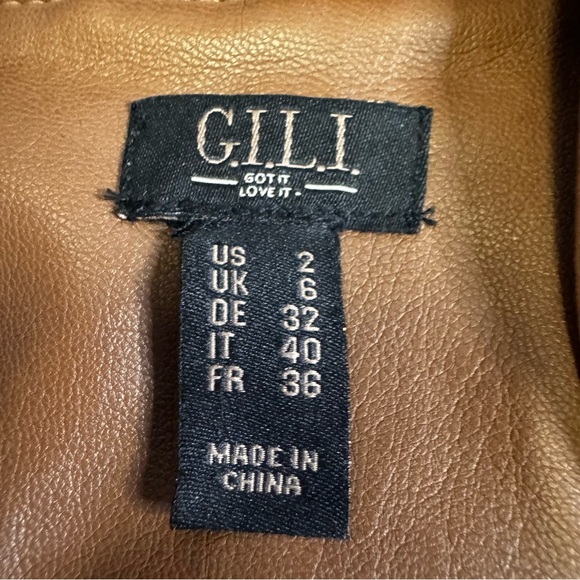 G.I.L.I.
GOT IT
LOVE IT -
US 2
UK 6
DE 32
IT 40
FR 36
MADE IN
CHINA